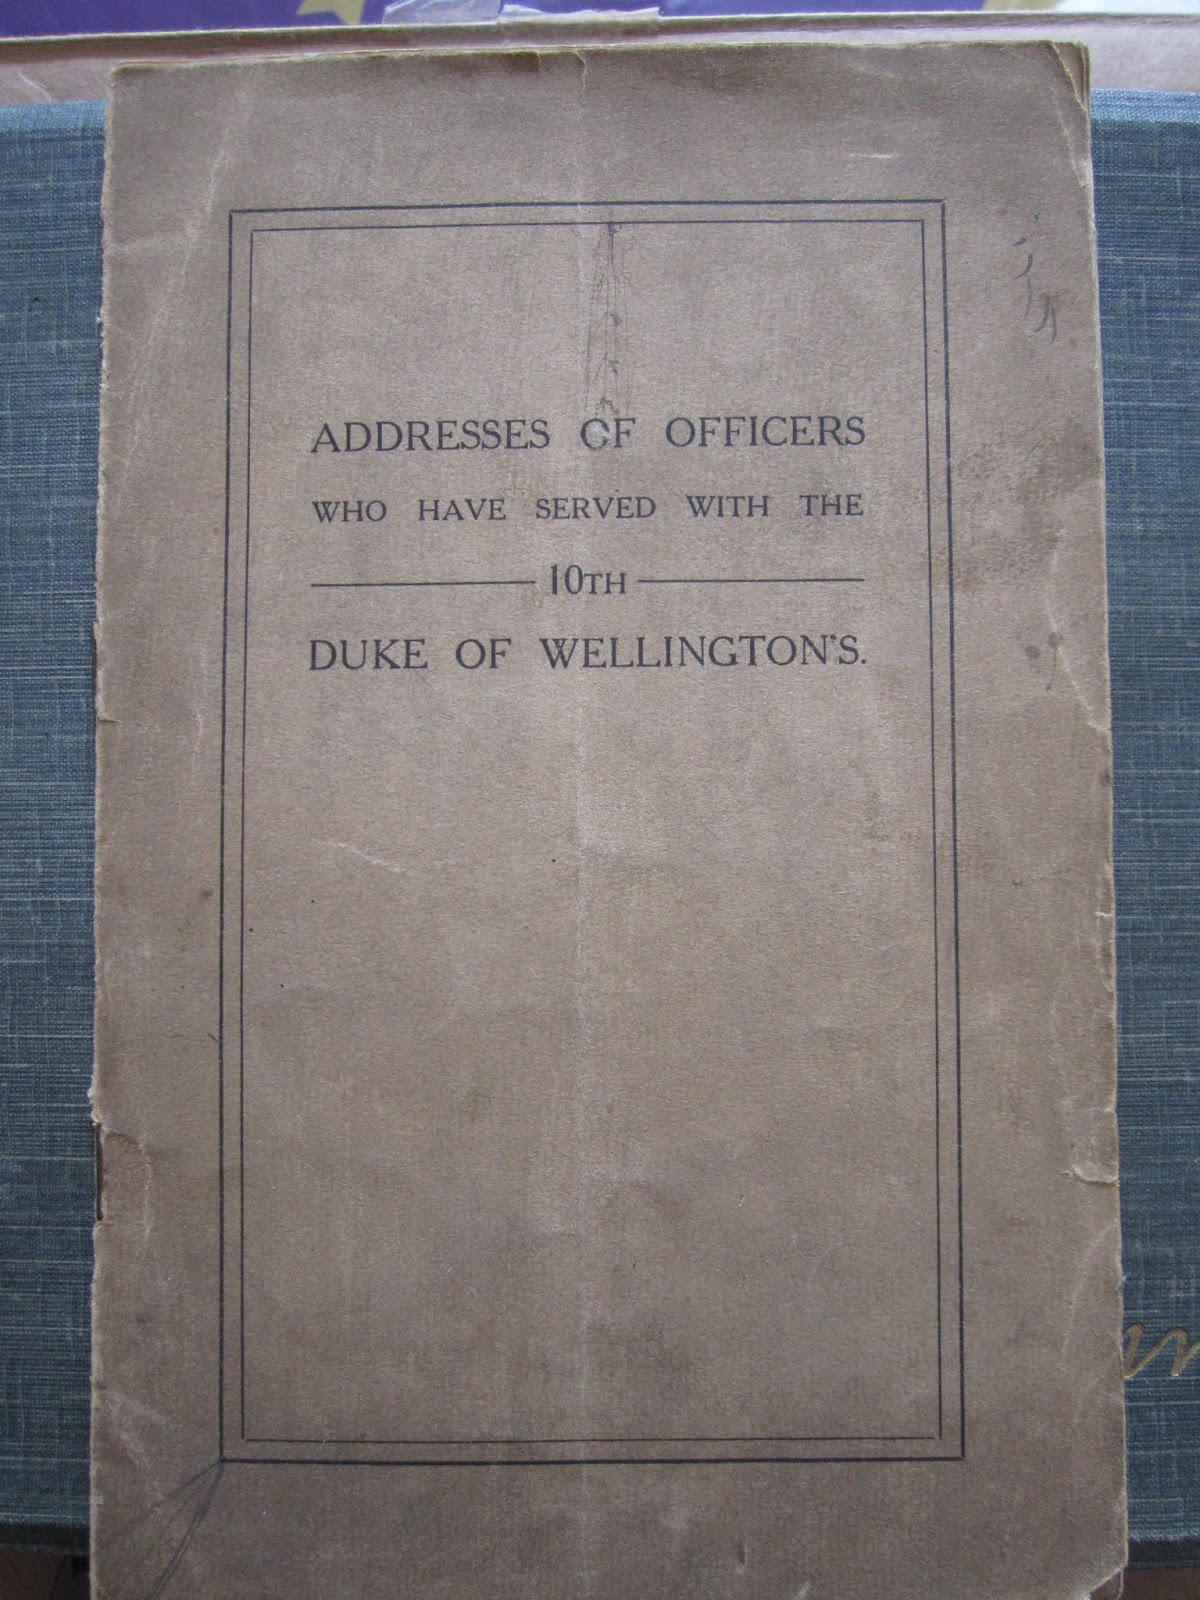 ADDRESSES OF OFFICERS
WHO HAVE SERVED WITH THE
10TH
DUKE OF WELLINGTON'S.